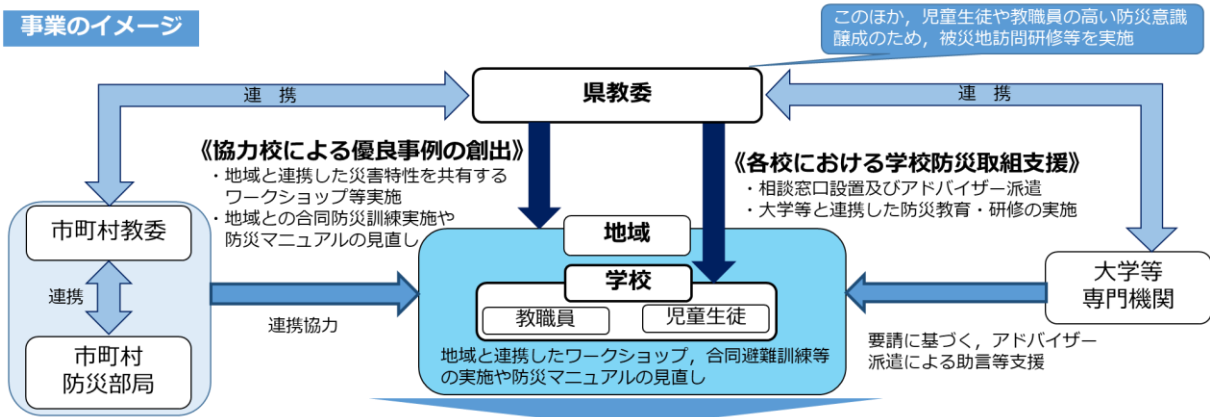 事業のイメージ
このほか，児童生徒や教職員の高い防災意識
醸成のため，被災地訪問研修等を実施
県教委
連　携
連　携
《協力校による優良事例の創出》
・地域と連携した災害特性を共有する
ワークショップ等実施
・地域との合同防災訓練実施や
防災マニュアルの見直し
《各校における学校防災取組支援》
・相談窓口設置及びアドバイザー派遣
・大学等と連携した防災教育・研修の実施
市町村教委
連携
市町村
防災部局
連携協力
地域
学校
教職員
児童生徒
地域と連携したワークショップ，合同避難訓練等
の実施や防災マニュアルの見直し
大学等
専門機関
要請に基づく，アドバイザー
派遣による助言等支援